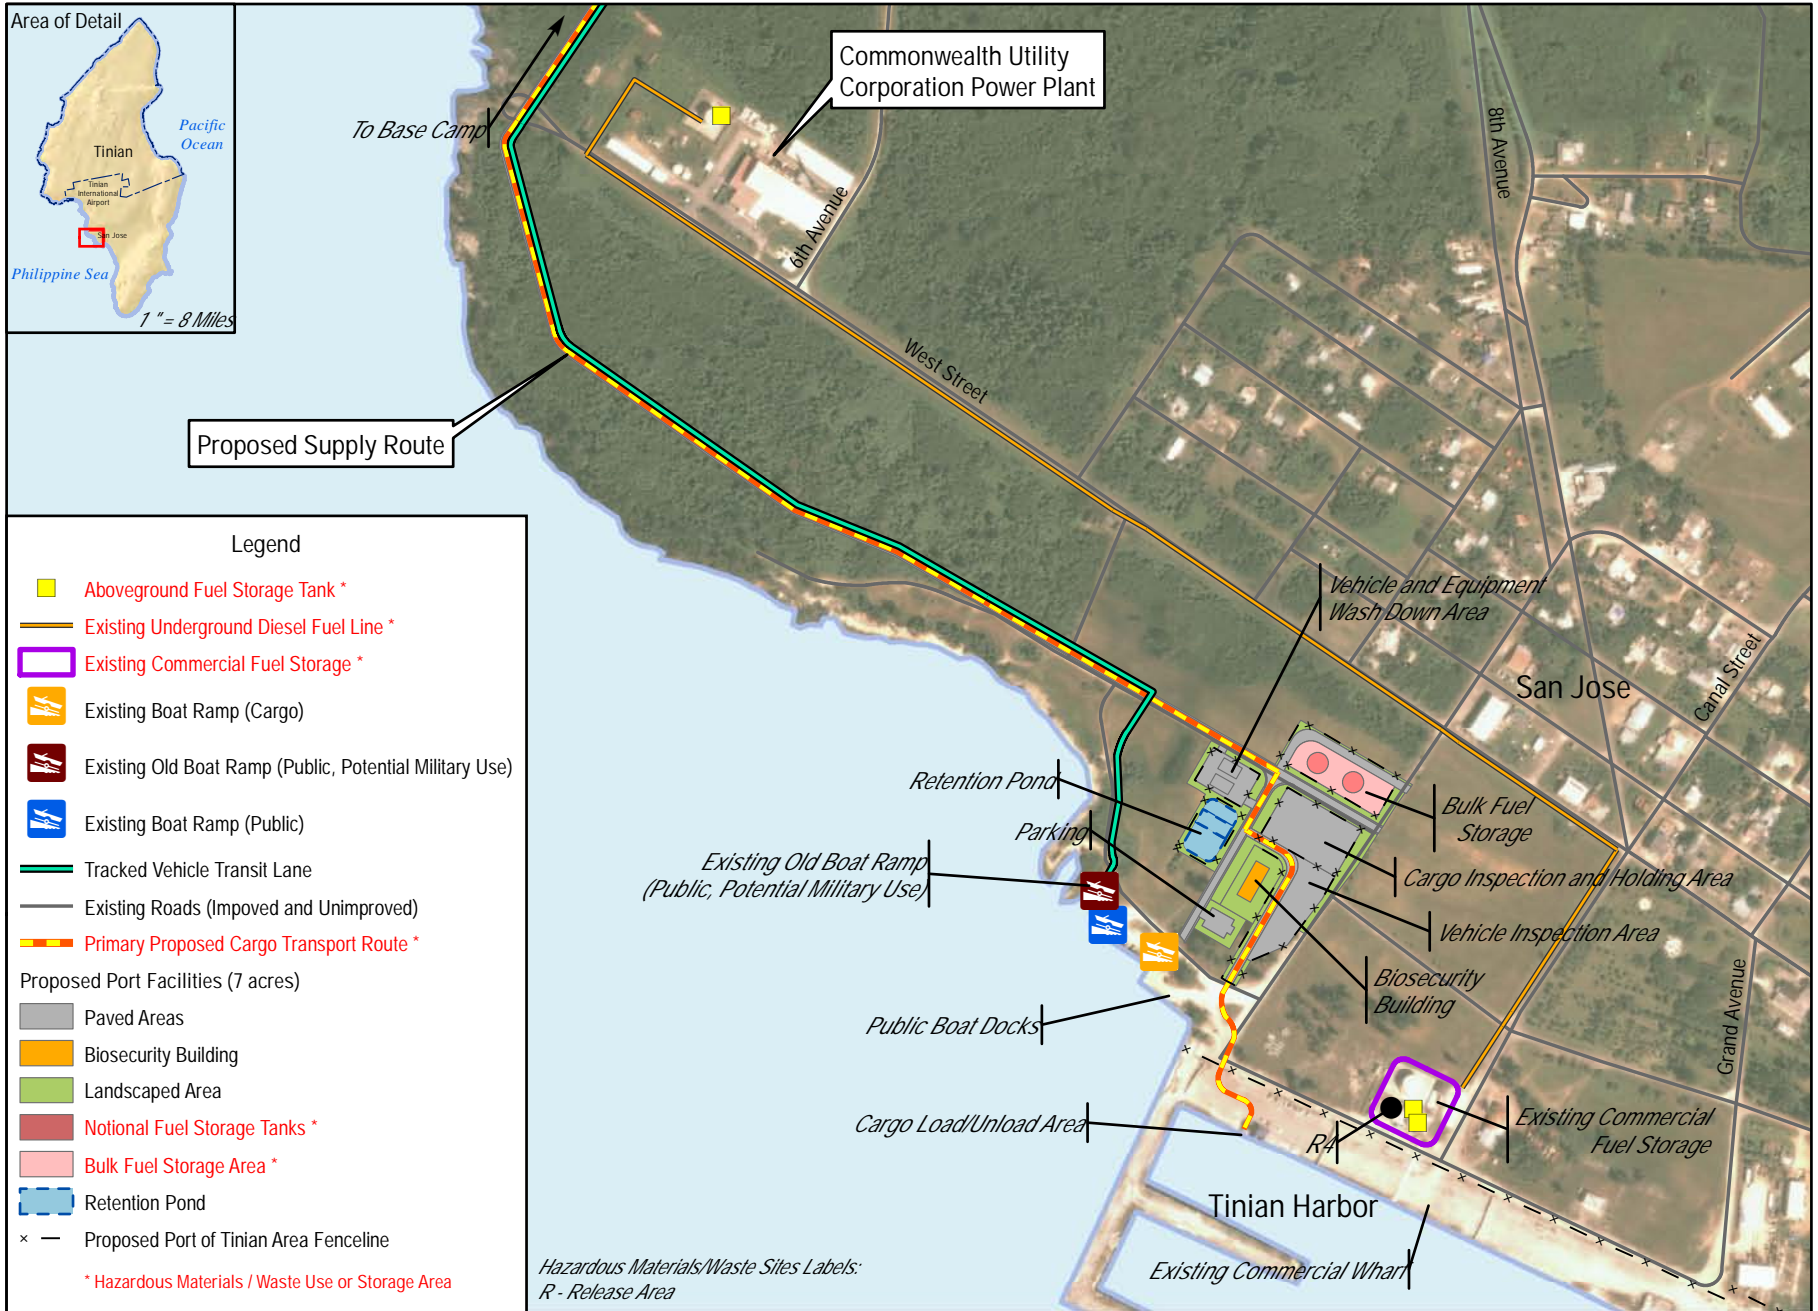 Area of Detail
Pacific
Ocean
Tinian
Tinian
International
Airport
San Jose
Philippine Sea
1 "= 8 Miles
To Base Camp
Commonwealth Utility
Corporation Power Plant
6th Avenue
8th Avenue
West Street
Proposed Supply Route
Vehicle and Equipment
Wash Down Area
San Jose
Canal Street
Retention Pond
Parking
Bulk Fuel
Storage
Existing Old Boat Ramp
(Public, Potential Military Use)
Cargo Inspection and Holding Area
Vehicle Inspection Area
Biosecurity
Building
Public Boat Docks
Grand Avenue
Cargo Load/Unload Area
R4
Existing Commercial
Fuel Storage
Tinian Harbor
Existing Commercial Wharf
Legend
Aboveground Fuel Storage Tank *
Existing Underground Diesel Fuel Line *
Existing Commercial Fuel Storage *
Existing Boat Ramp (Cargo)
Existing Old Boat Ramp (Public, Potential Military Use)
Existing Boat Ramp (Public)
Tracked Vehicle Transit Lane
Existing Roads (Impoved and Unimproved)
Primary Proposed Cargo Transport Route *
Proposed Port Facilities (7 acres)
Paved Areas
Biosecurity Building
Landscaped Area
Notional Fuel Storage Tanks *
Bulk Fuel Storage Area *
Retention Pond
Proposed Port of Tinian Area Fenceline
* Hazardous Materials / Waste Use or Storage Area
Hazardous Materials/Waste Sites Labels:
R - Release Area